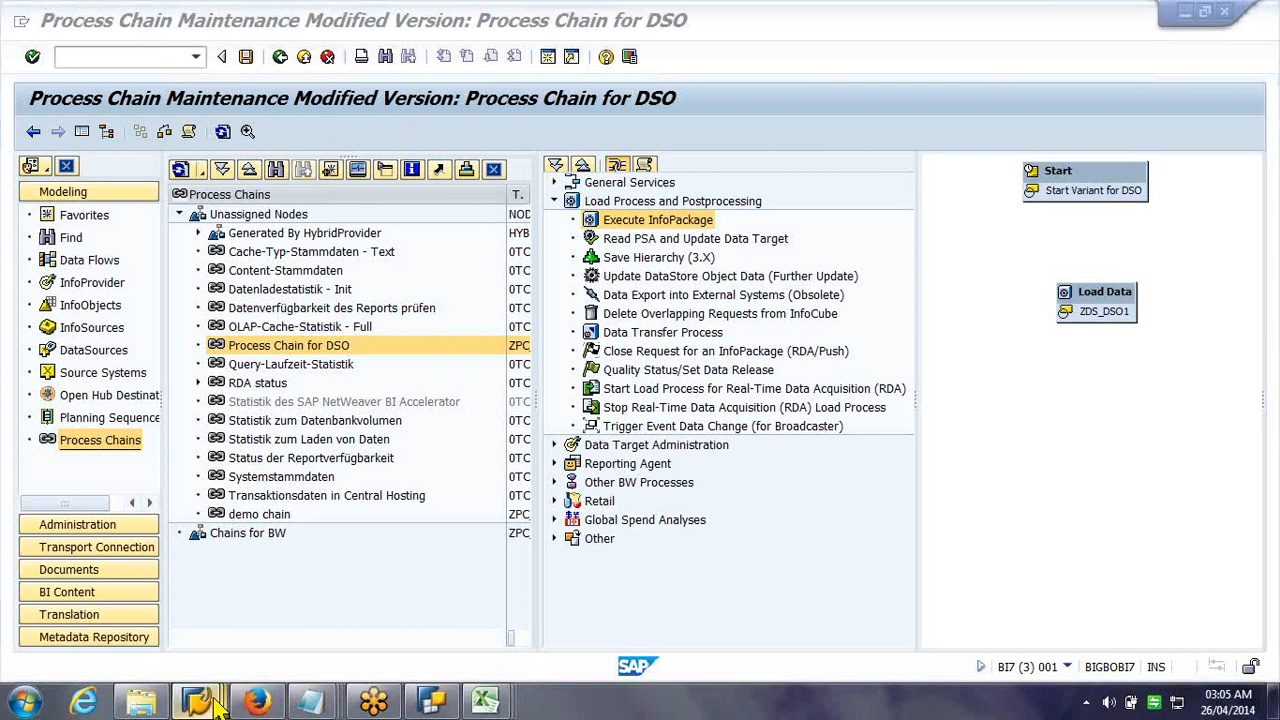 Process Chain Maintenance Modified Version: Process Chain for DSO
Process Chain Maintenance Modified Version: Process Chain for DSO
Modeling
Favorites
Find
Data Flows
InfoProvider
InfoObjects
InfoSources
DataSources
Source Systems
Open Hub Destinat
Planning Sequence
Process Chains
Administration
Transport Connection
Documents
BI Content
Translation
Metadata Repository
Process Chains T.
Unassigned Nodes NOD
Generated By HybridProvider HYB
Cache-Typ-Stammdaten - Text 0TC
Content-Stammdaten 0TC
Datenladestatistik - Init 0TC
Datenverfügbarkeit des Reports prüfen 0TC
OLAP-Cache-Statistik - Full 0TC
Process Chain for DSO ZPC_
Query-Laufzeit-Statistik 0TC
RDA status 0TC
Statistik des SAP NetWeaver BI Accelerator 0TC
Statistik zum Datenbankvolumen 0TC
Statistik zum Laden von Daten 0TC
Status der Reportverfügbarkeit 0TC
Systemstammdaten 0TC
Transaktionsdaten in Central Hosting 0TC
demo chain ZPC_
Chains for BW ZPC_
General Services
Load Process and Postprocessing
Execute InfoPackage
Read PSA and Update Data Target
Save Hierarchy (3.X)
Update DataStore Object Data (Further Update)
Data Export into External Systems (Obsolete)
Delete Overlapping Requests from InfoCube
Data Transfer Process
Close Request for an InfoPackage (RDA/Push)
Quality Status/Set Data Release
Start Load Process for Real-Time Data Acquisition (RDA)
Stop Real-Time Data Acquisition (RDA) Load Process
Trigger Event Data Change (for Broadcaster)
Data Target Administration
Reporting Agent
Other BW Processes
Retail
Global Spend Analyses
Other
Start
Start Variant for DSO
Load Data
ZDS_DSO1
SAP
BI7 (3) 001 BIGBOBI7 INS
03:05 AM
26/04/2014